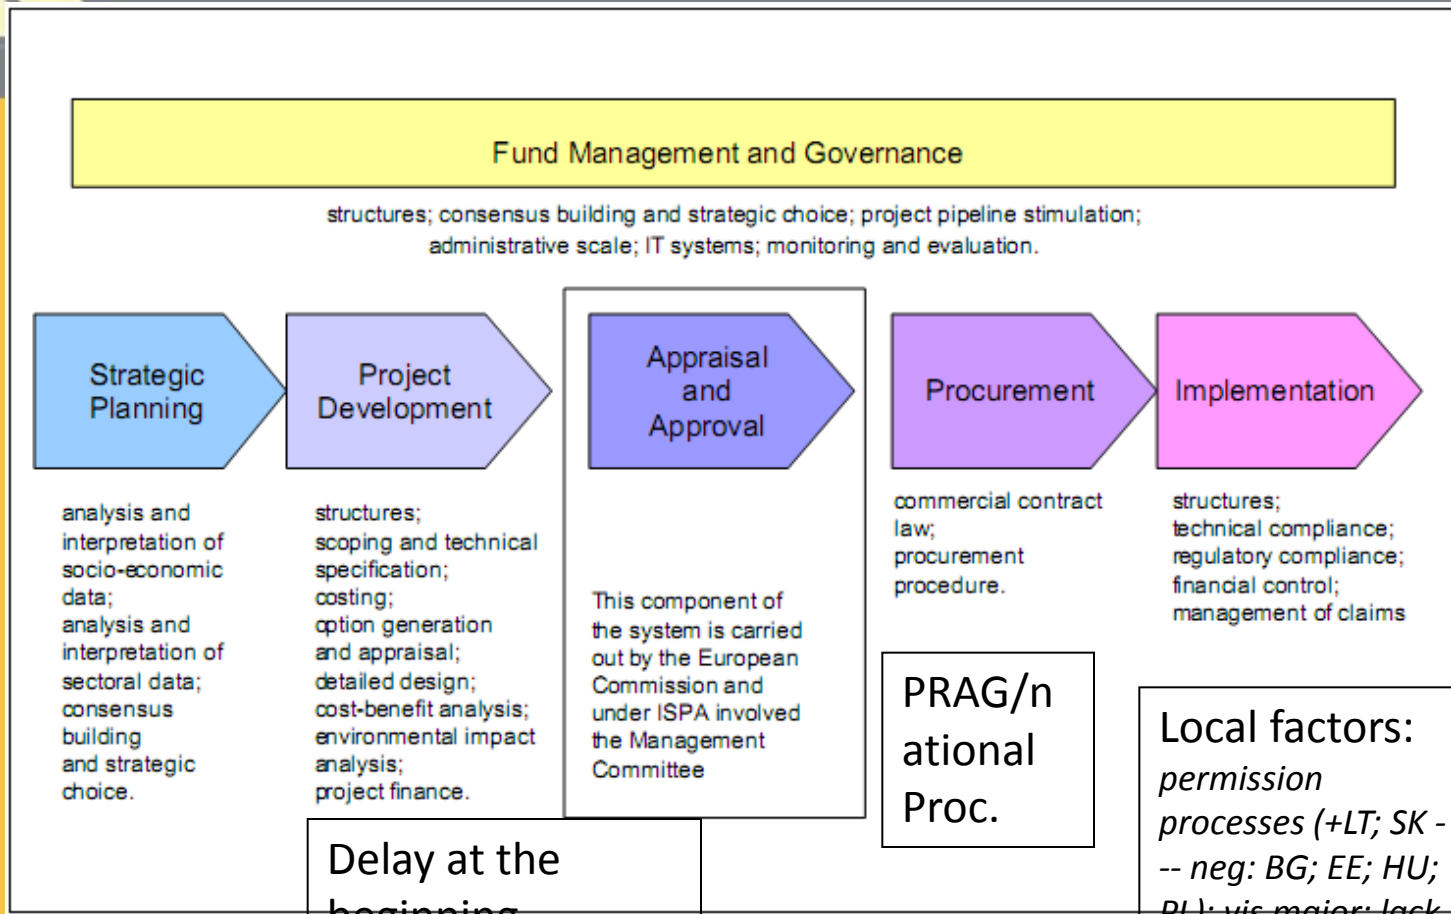 Fund Management and Governance
structures; consensus building and strategic choice; project pipeline stimulation;
administrative scale; IT systems; monitoring and evaluation.
Strategic
Planning
Project
Development
Appraisal
and
Approval
Procurement
Implementation
analysis and
interpretation of
socio-economic
data;
analysis and
interpretation of
sectoral data;
consensus
building
and strategic
choice.
structures;
scoping and technical
specification;
costing;
option generation
and appraisal;
detailed design;
cost-benefit analysis;
environmental impact
analysis;
project finance.
This component of
the system is carried
out by the European
Commission and
under ISPA involved
the Management
Committee
commercial contract
law;
procurement
procedure.
structures;
technical compliance;
regulatory compliance;
financial control;
management of claims
Delay at the
beginning
PRAG/n
ational
Proc.
Local factors:
permission
processes (+LT; SK -
-- neg: BG; EE; HU;
PL); vis major; lack